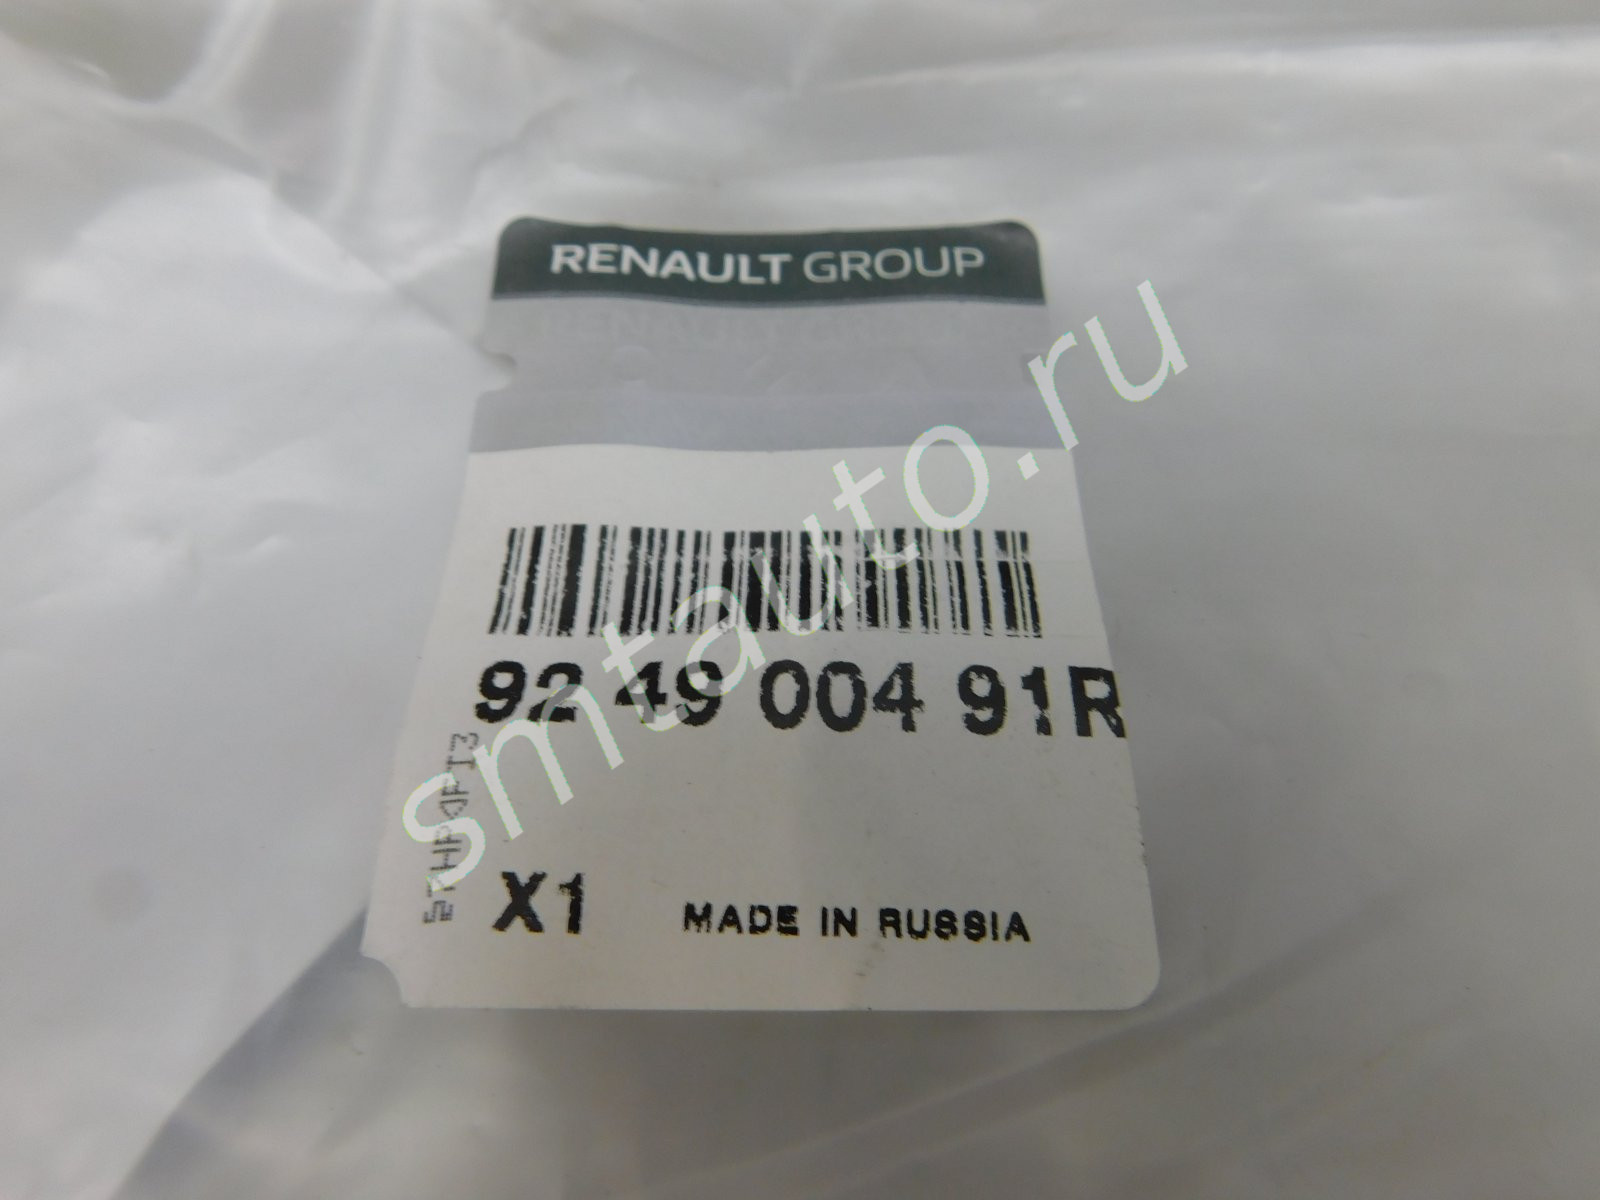 RENAULT GROUP
92 49 004 91R
X1
MADE IN RUSSIA
smtauto.ru